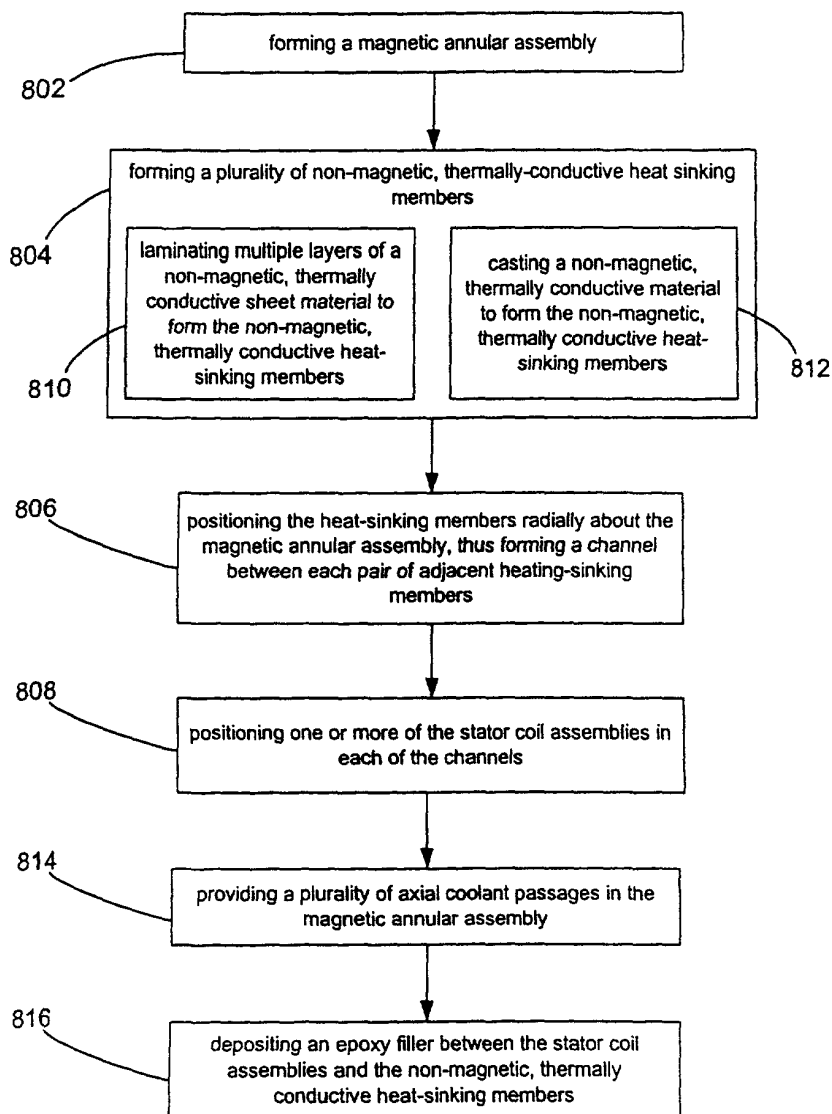 forming a magnetic annular assembly
802
forming a plurality of non-magnetic, thermally-conductive heat sinking
members
804
laminating multiple layers of a
non-magnetic, thermally
conductive sheet material to
form the non-magnetic,
thermally conductive heat-
sinking members
810
casting a non-magnetic,
thermally conductive material
to form the non-magnetic,
thermally conductive heat-
sinking members
812
806
positioning the heat-sinking members radially about the
magnetic annular assembly, thus forming a channel
between each pair of adjacent heating-sinking
members
808
positioning one or more of the stator coil assemblies in
each of the channels
814
providing a plurality of axial coolant passages in the
magnetic annular assembly
816
depositing an epoxy filler between the stator coil
assemblies and the non-magnetic, thermally
conductive heat-sinking members